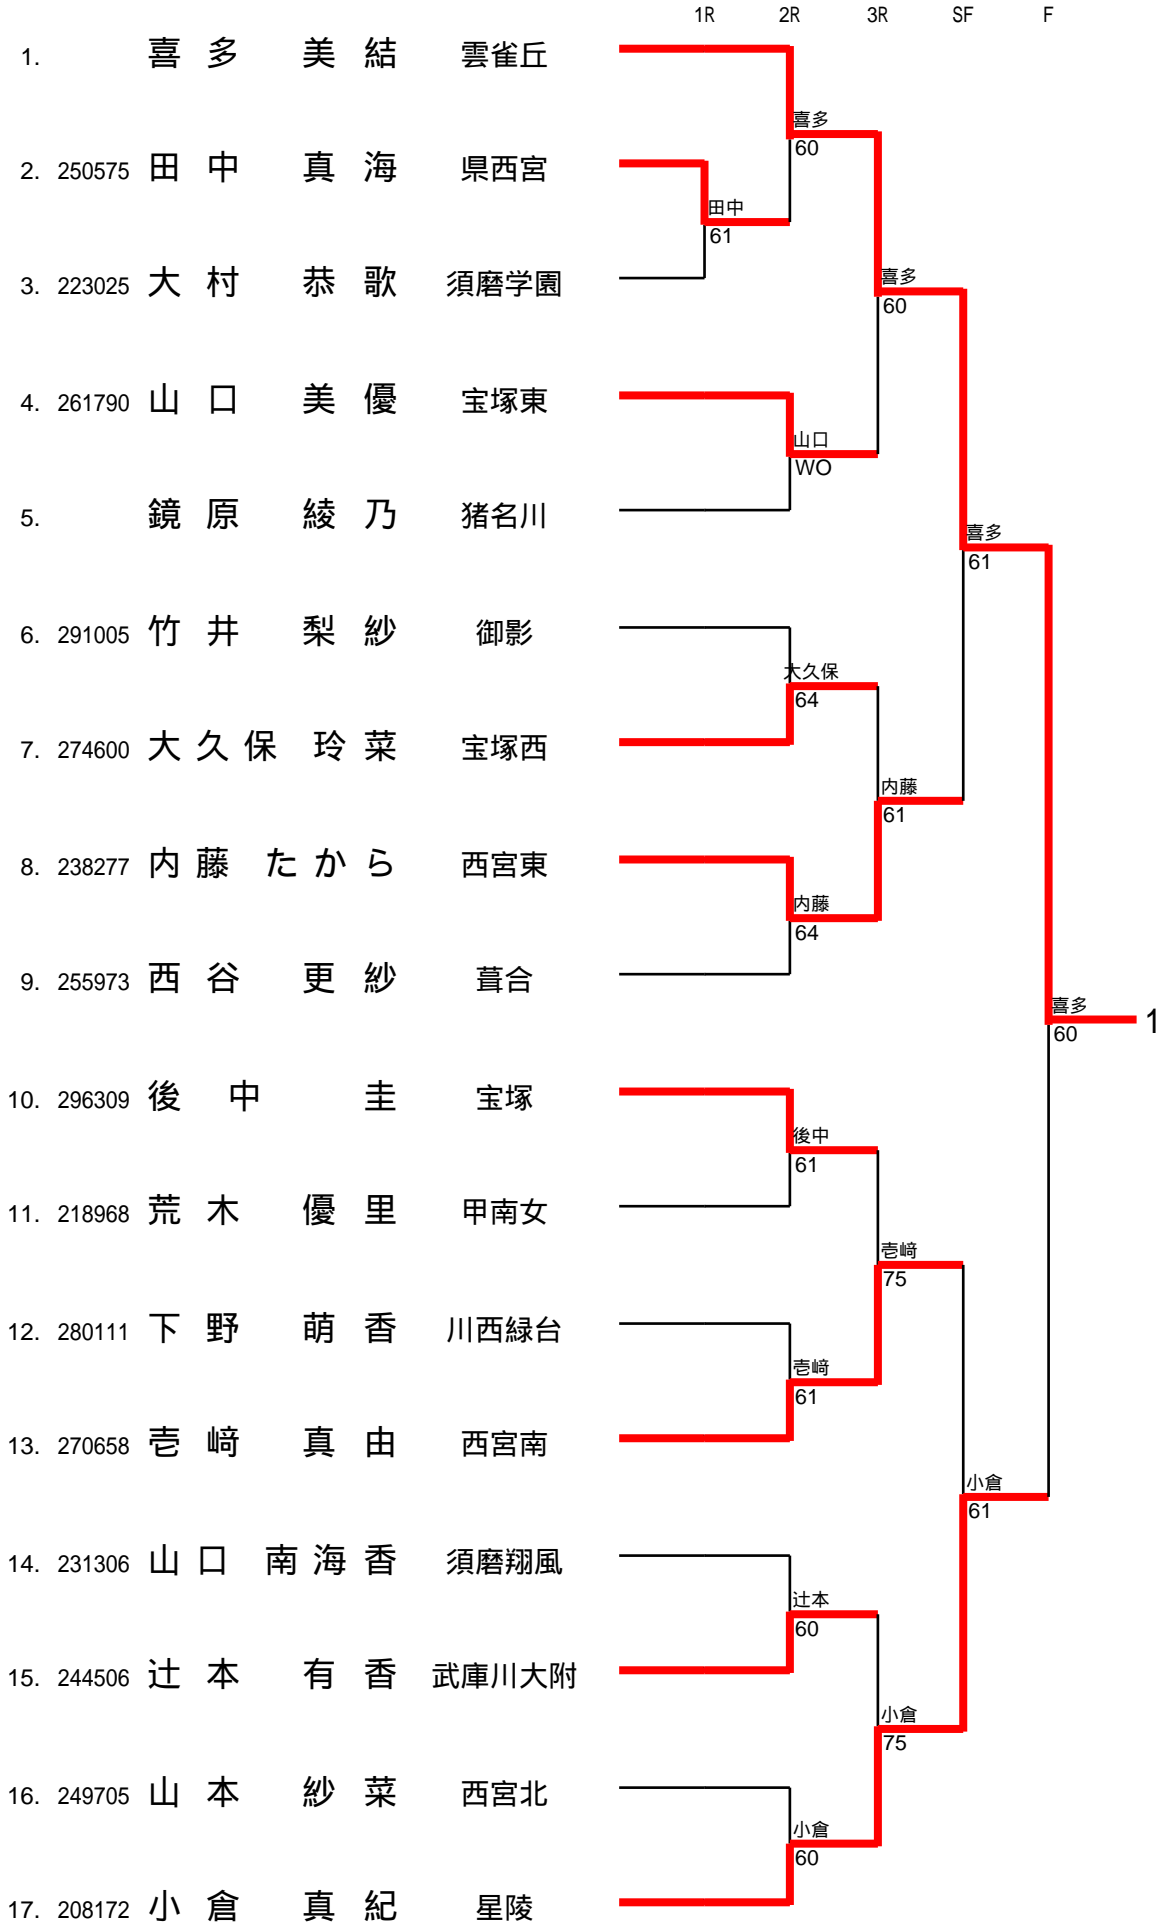 1R 2R 3R SF F
1. 喜多 美結 雲雀丘
喜多
60
2. 250575 田中 真海 県西宮
田中
61
3. 223025 大村 恭歌 須磨学園
喜多
60
4. 261790 山口 美優 宝塚東
山口
WO
5. 鏡原 綾乃 猪名川
喜多
61
6. 291005 竹井 梨紗 御影
大久保
64
7. 274600 大久保 玲菜 宝塚西
内藤
61
8. 238277 内藤 たから 西宮東
内藤
64
9. 255973 西谷 更紗 葺合
喜多
60
1
10. 296309 後中 圭 宝塚
後中
61
11. 218968 荒木 優里 甲南女
壱﨑
75
12. 280111 下野 萌香 川西緑台
壱﨑
61
13. 270658 壱﨑 真由 西宮南
小倉
61
14. 231306 山口 南海香 須磨翔風
辻本
60
15. 244506 辻本 有香 武庫川大附
小倉
75
16. 249705 山本 紗菜 西宮北
小倉
60
17. 208172 小倉 真紀 星陵